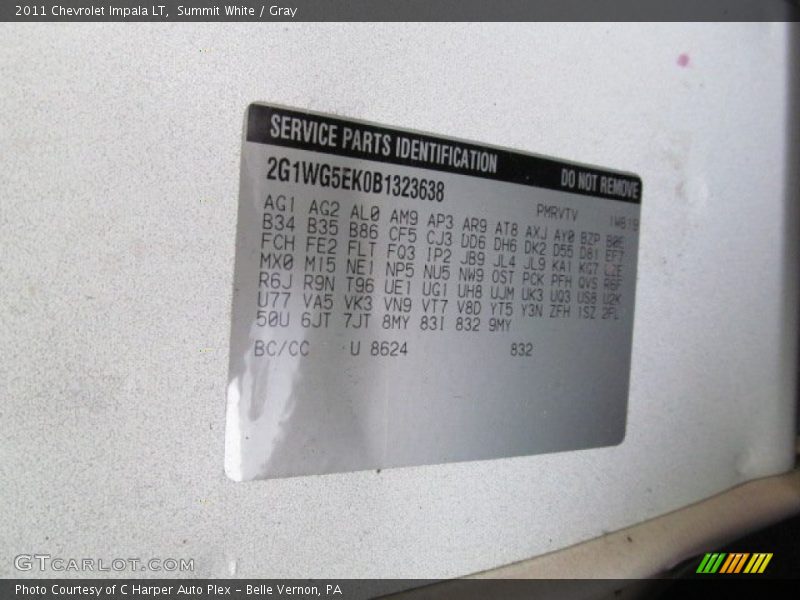 2011 Chevrolet Impala LT, Summit White / Gray
SERVICE PARTS IDENTIFICATION DO NOT REMOVE
2G1WG5EK0B1323638
PMRVTV 1WB19
AG1 AG2 AL0 AM9 AP3 AR9 AT8 AXJ AY0 BZP B0E
B34 B35 B86 CF5 CJ3 DD6 DH6 DK2 D55 D81 EF7
FCH FE2 FLT FQ3 IP2 JB9 JL4 JL9 KA1 KG7
MX0 M15 NE1 NP5 NU5 NW9 OST PCK PFH QVS R6F
R6J R9N T96 UE1 UG1 UH8 UJM UK3 UQ3 US8 U2K
U77 VA5 VK3 VN9 VT7 V8D YT5 Y3N ZFH 1SZ 2FL
50U 6JT 7JT 8MY 83I 832 9MY
BC/CC U 8624 832
GTCARLOT.COM
Photo Courtesy of C Harper Auto Plex - Belle Vernon, PA